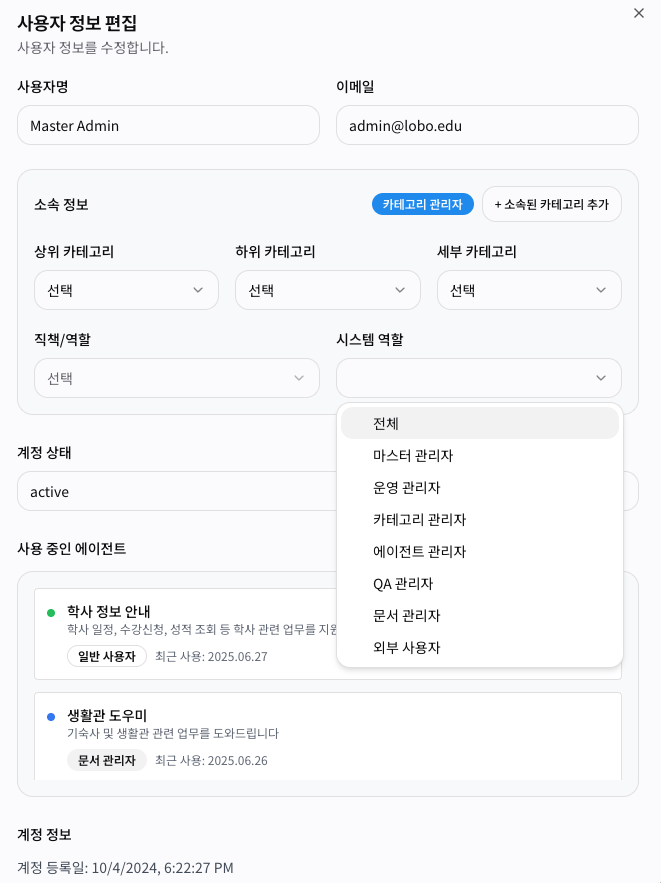 사용자 정보 편집
사용자 정보를 수정합니다.
사용자명
이메일
Master Admin
admin@lobo.edu
소속 정보
카테고리 관리자
+ 소속된 카테고리 추가
상위 카테고리
하위 카테고리
세부 카테고리
선택
선택
선택
직책/역할
시스템 역할
선택
전체
마스터 관리자
운영 관리자
카테고리 관리자
에이전트 관리자
QA 관리자
문서 관리자
외부 사용자
계정 상태
active
사용 중인 에이전트
학사 정보 안내
학사 일정, 수강신청, 성적 조회 등 학사 관련 업무를 지원
일반 사용자
최근 사용: 2025.06.27
생활관 도우미
기숙사 및 생활관 관련 업무를 도와드립니다
문서 관리자
최근 사용: 2025.06.26
계정 정보
계정 등록일: 10/4/2024, 6:22:27 PM